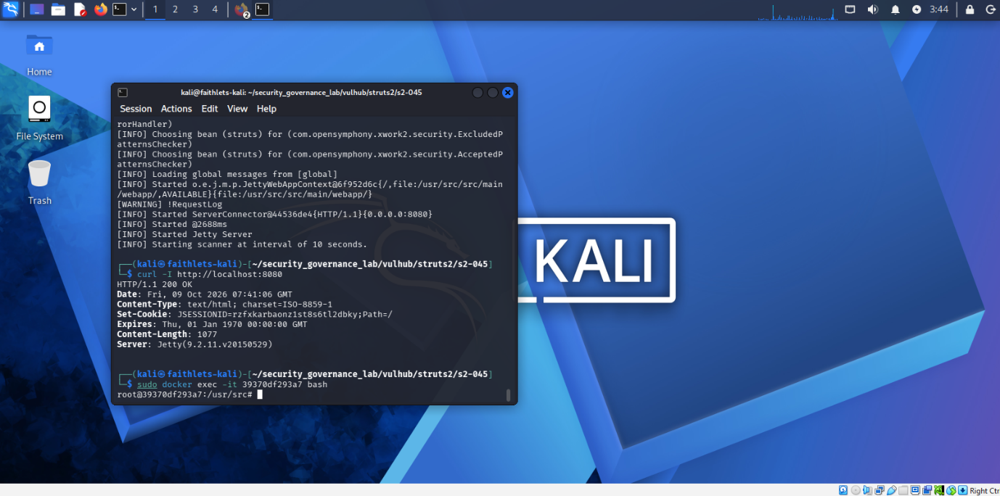 1 2 3 4 2 3:44
Home
File System
Trash
kali@faithlets-kali: ~/security_governance_lab/vulhub/struts2/s2-045
Session Actions Edit View Help
rorHandler)
[INFO] Choosing bean (struts) for (com.opensymphony.xwork2.security.ExcludedP
atternsChecker)
[INFO] Choosing bean (struts) for (com.opensymphony.xwork2.security.AcceptedP
atternsChecker)
[INFO] Loading global messages from [global]
[INFO] Started o.e.j.m.p.JettyWebAppContext@6f952d6c{/,file:/usr/src/src/main
/webapp/,AVAILABLE}{file:/usr/src/src/main/webapp/}
[WARNING] !RequestLog
[INFO] Started ServerConnector@44536de4{HTTP/1.1}{0.0.0.0:8080}
[INFO] Started @2688ms
[INFO] Started Jetty Server
[INFO] Starting scanner at interval of 10 seconds.
┌──(kali㉿faithlets-kali)-[~/security_governance_lab/vulhub/struts2/s2-045]
└─$ curl -I http://localhost:8080
HTTP/1.1 200 OK
Date: Fri, 09 Oct 2026 07:41:06 GMT
Content-Type: text/html; charset=ISO-8859-1
Set-Cookie: JSESSIONID=rzfxkarbaonz1st8s6tl2dbky;Path=/
Expires: Thu, 01 Jan 1970 00:00:00 GMT
Content-Length: 1077
Server: Jetty(9.2.11.v20150529)
┌──(kali㉿faithlets-kali)-[~/security_governance_lab/vulhub/struts2/s2-045]
└─$ sudo docker exec -it 39370df293a7 bash
root@39370df293a7:/usr/src#
KALI
Right Ctr